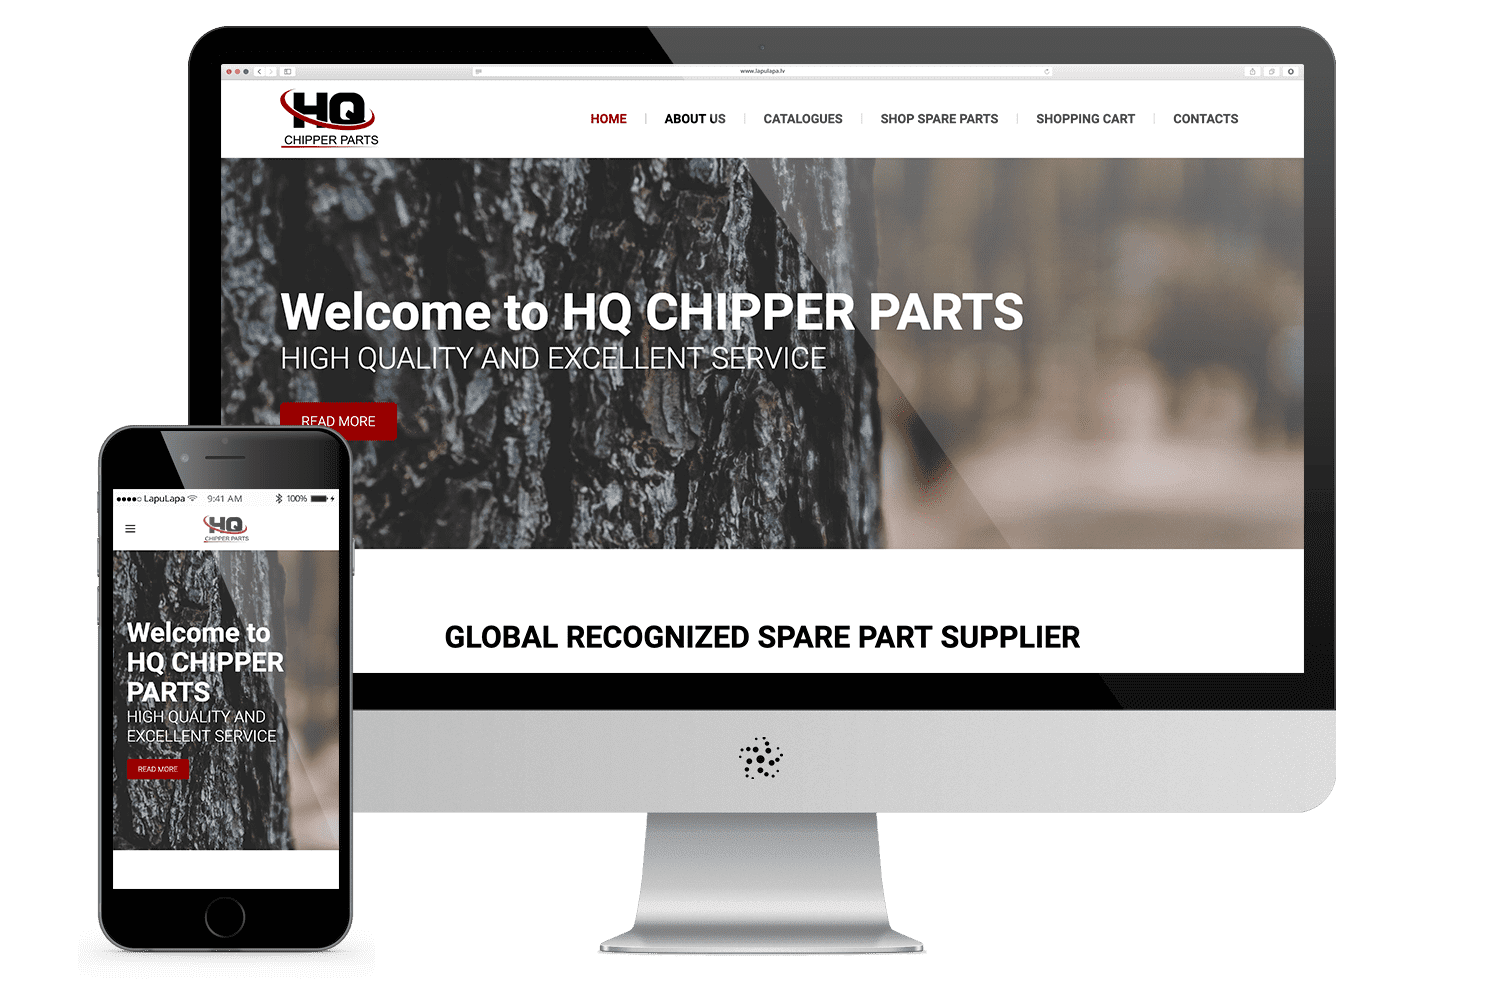 www.lapulapa.lv
HQ
CHIPPER PARTS
HOME
ABOUT US
CATALOGUES
SHOP SPARE PARTS
SHOPPING CART
CONTACTS
Welcome to HQ CHIPPER PARTS
HIGH QUALITY AND EXCELLENT SERVICE
READ MORE
GLOBAL RECOGNIZED SPARE PART SUPPLIER
LapuLapa 9:41 AM 100%
HQ
CHIPPER PARTS
Welcome to
HQ CHIPPER
PARTS
HIGH QUALITY AND
EXCELLENT SERVICE
READ MORE